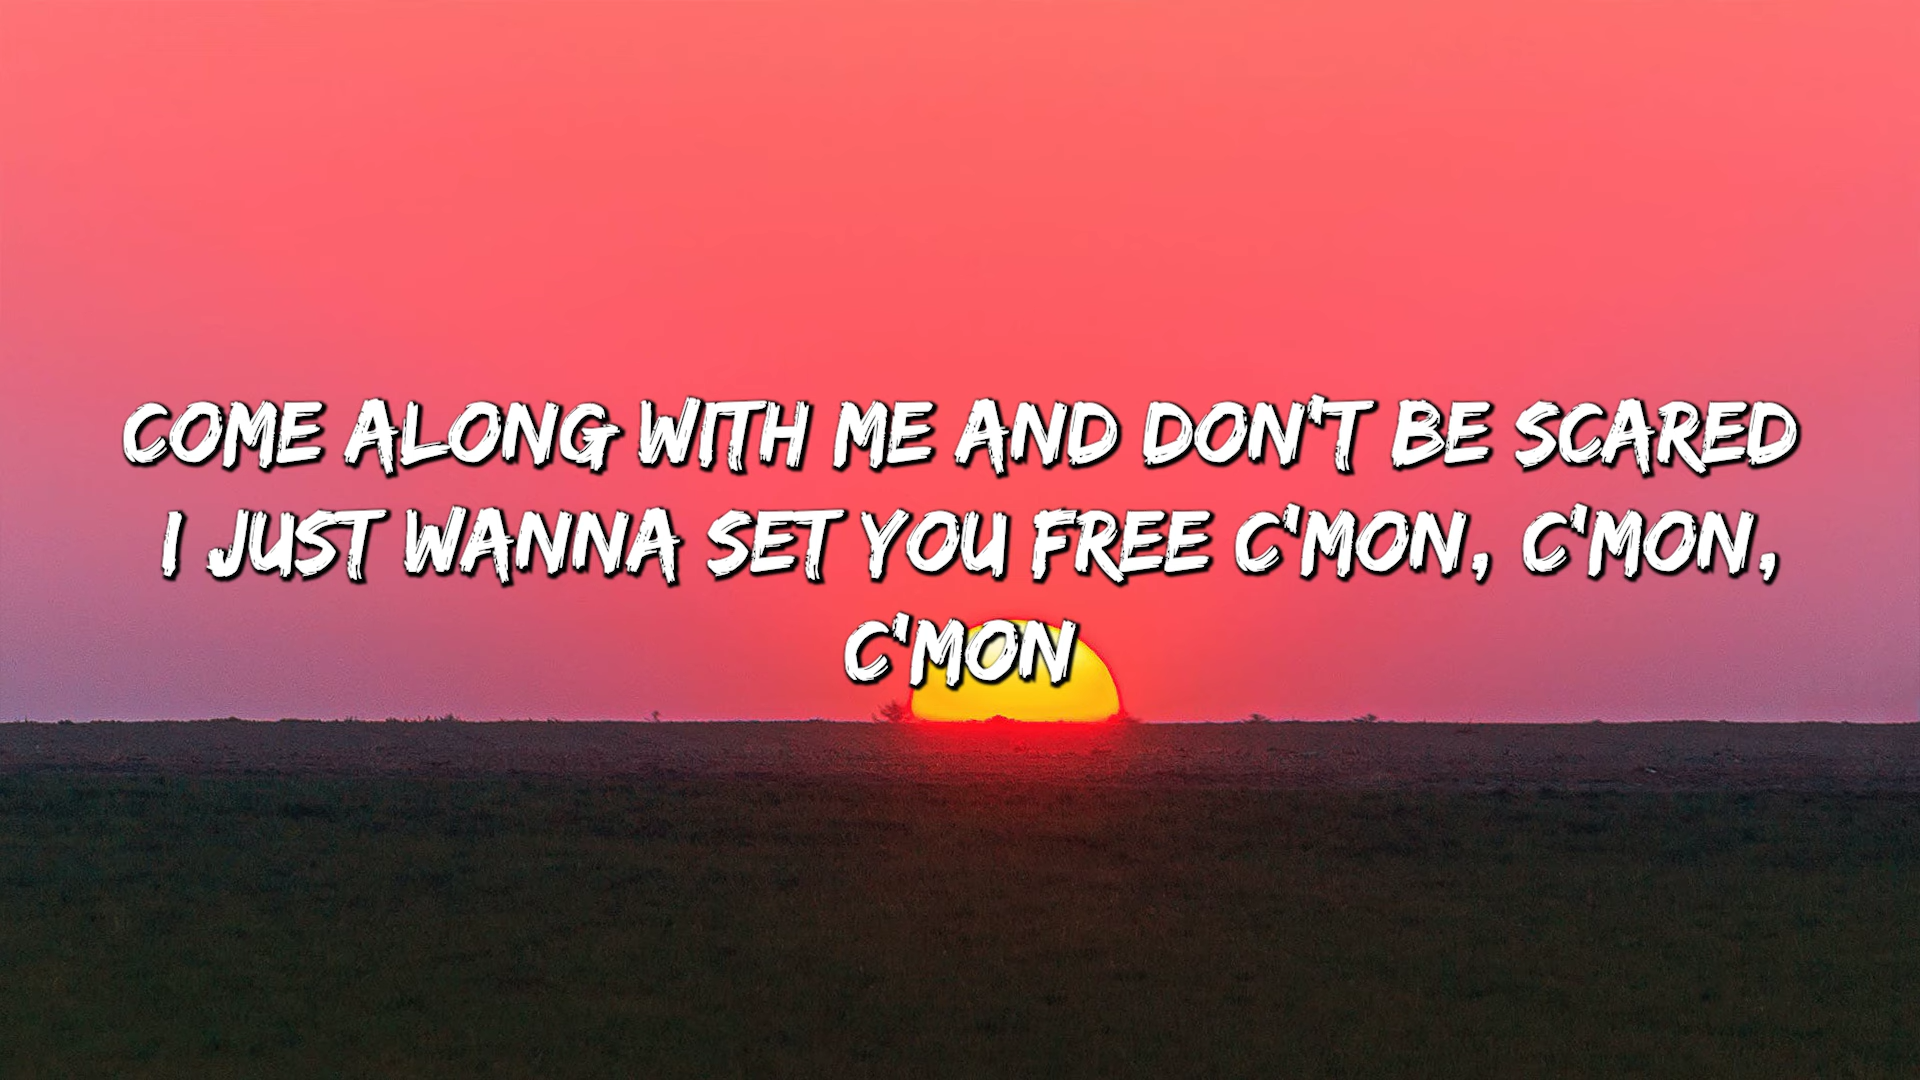 COME ALONG WITH ME AND DON'T BE SCARED
I JUST WANNA SET YOU FREE C'MON, C'MON,
C'MON